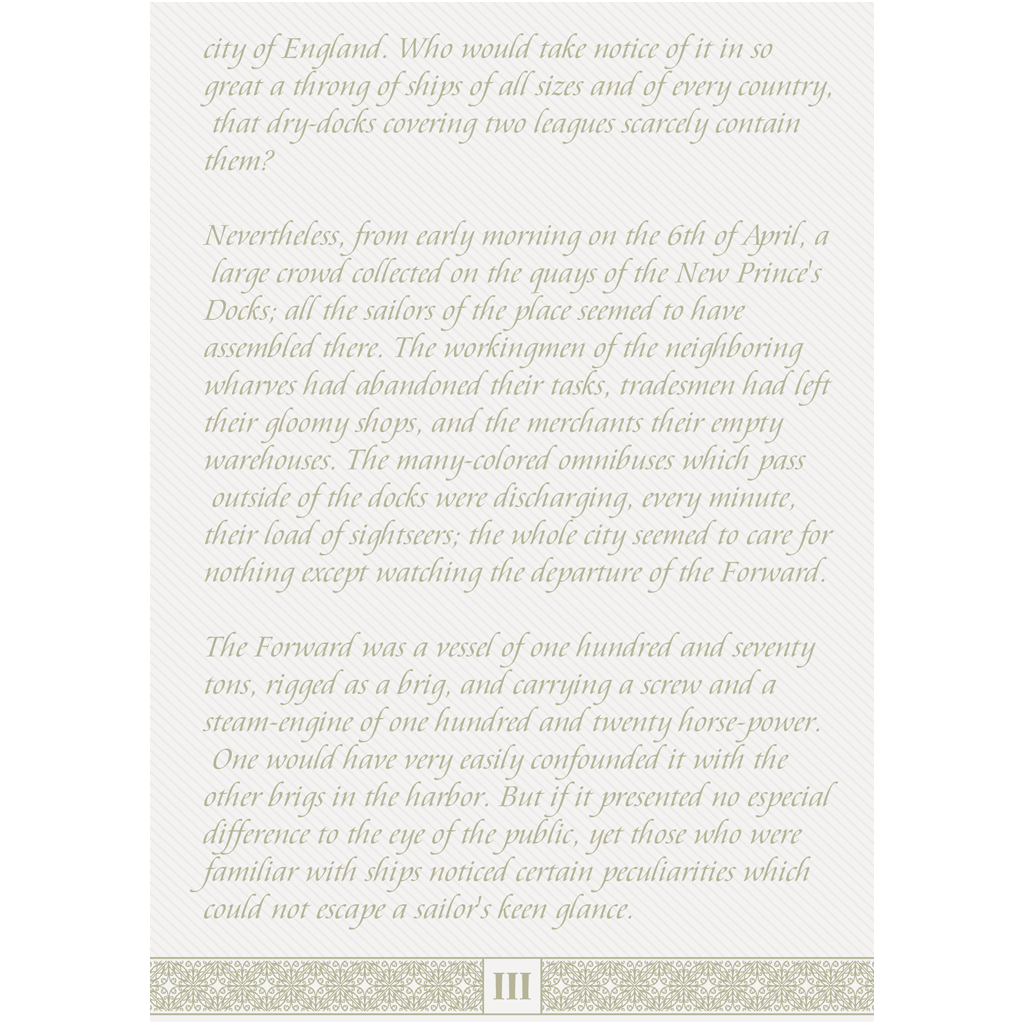 city of England. Who would take notice of it in so
great a throng of ships of all sizes and of every country,
that dry-docks covering two leagues scarcely contain
them?
Nevertheless, from early morning on the 6th of April, a
large crowd collected on the quays of the New Prince's
Docks; all the sailors of the place seemed to have
assembled there. The workingmen of the neighboring
wharves had abandoned their tasks, tradesmen had left
their gloomy shops, and the merchants their empty
warehouses. The many-colored omnibuses which pass
outside of the docks were discharging, every minute,
their load of sightseers; the whole city seemed to care for
nothing except watching the departure of the Forward.
The Forward was a vessel of one hundred and seventy
tons, rigged as a brig, and carrying a screw and a
steam-engine of one hundred and twenty horse-power.
One would have very easily confounded it with the
other brigs in the harbor. But if it presented no especial
difference to the eye of the public, yet those who were
familiar with ships noticed certain peculiarities which
could not escape a sailor's keen glance.
III